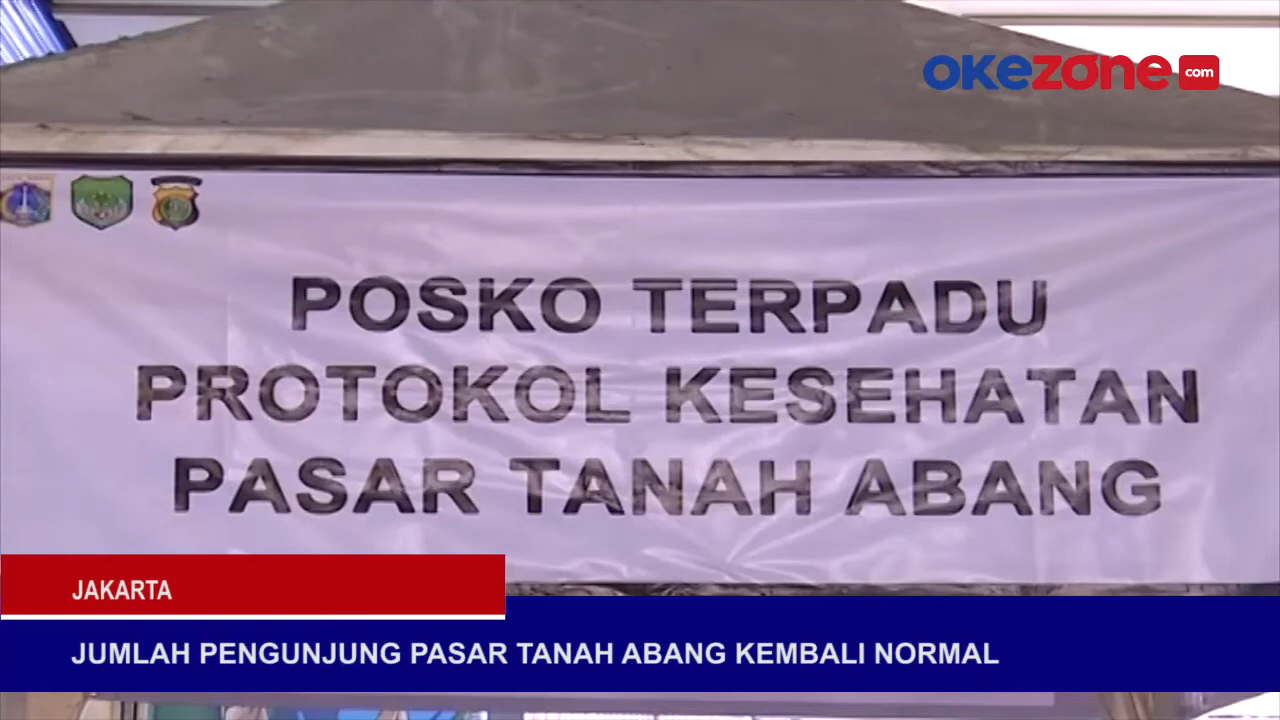 okezone.com
POSKO TERPADU
PROTOKOL KESEHATAN
PASAR TANAH ABANG
JAKARTA
JUMLAH PENGUNJUNG PASAR TANAH ABANG KEMBALI NORMAL